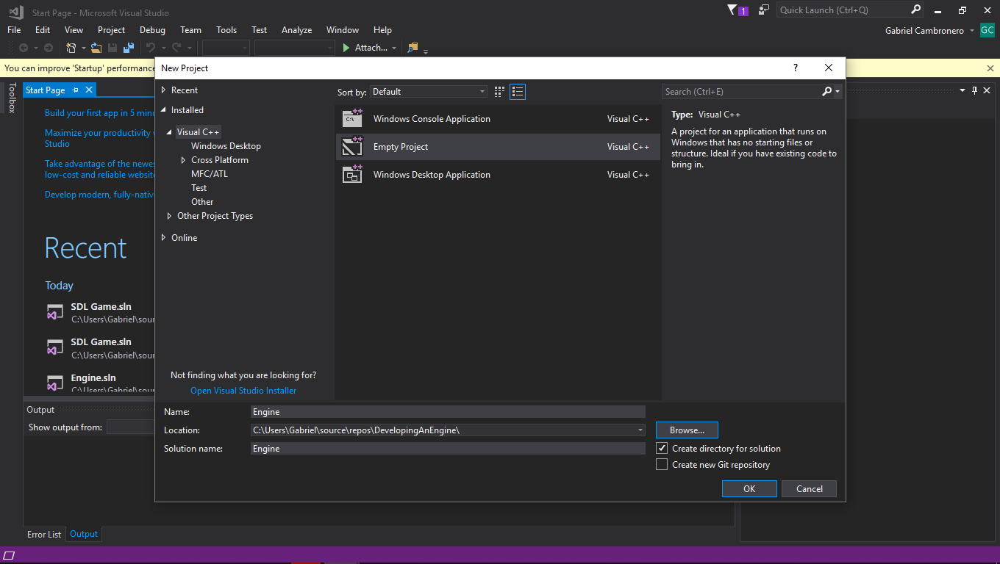 Start Page - Microsoft Visual Studio
1
Quick Launch (Ctrl+Q)
File Edit View Project Debug Team Tools Test Analyze Window Help
Gabriel Cambronero GC
Attach...
You can improve 'Startup' performance
New Project
?
Toolbox
Start Page
Build your first app in 5
Maximize your productivity
Studio
Take advantage of the
low-cost and reliable
Develop modern,
Recent
Today
SDL Game.sln
C:\Users\Gabriel\sour
SDL Game.sln
C:\Users\Gabriel\sour
Engine.sln
C:\Users\Gabriel\sour
Output
Show output from:
Error List Output
Recent
Installed
Visual C++
Windows Desktop
Cross Platform
MFC/ATL
Test
Other
Other Project Types
Online
Not finding what you are looking for?
Open Visual Studio Installer
Sort by: Default
Windows Console Application Visual C++
Empty Project Visual C++
Windows Desktop Application Visual C++
Search (Ctrl+E)
Type: Visual C++
A project for an application that runs on
Windows that has no starting files or
structure. Ideal if you have existing code to
bring in.
Name: Engine
Location: C:\Users\Gabriel\source\repos\DevelopingAnEngine\
Browse...
Solution name: Engine
Create directory for solution
Create new Git repository
OK Cancel